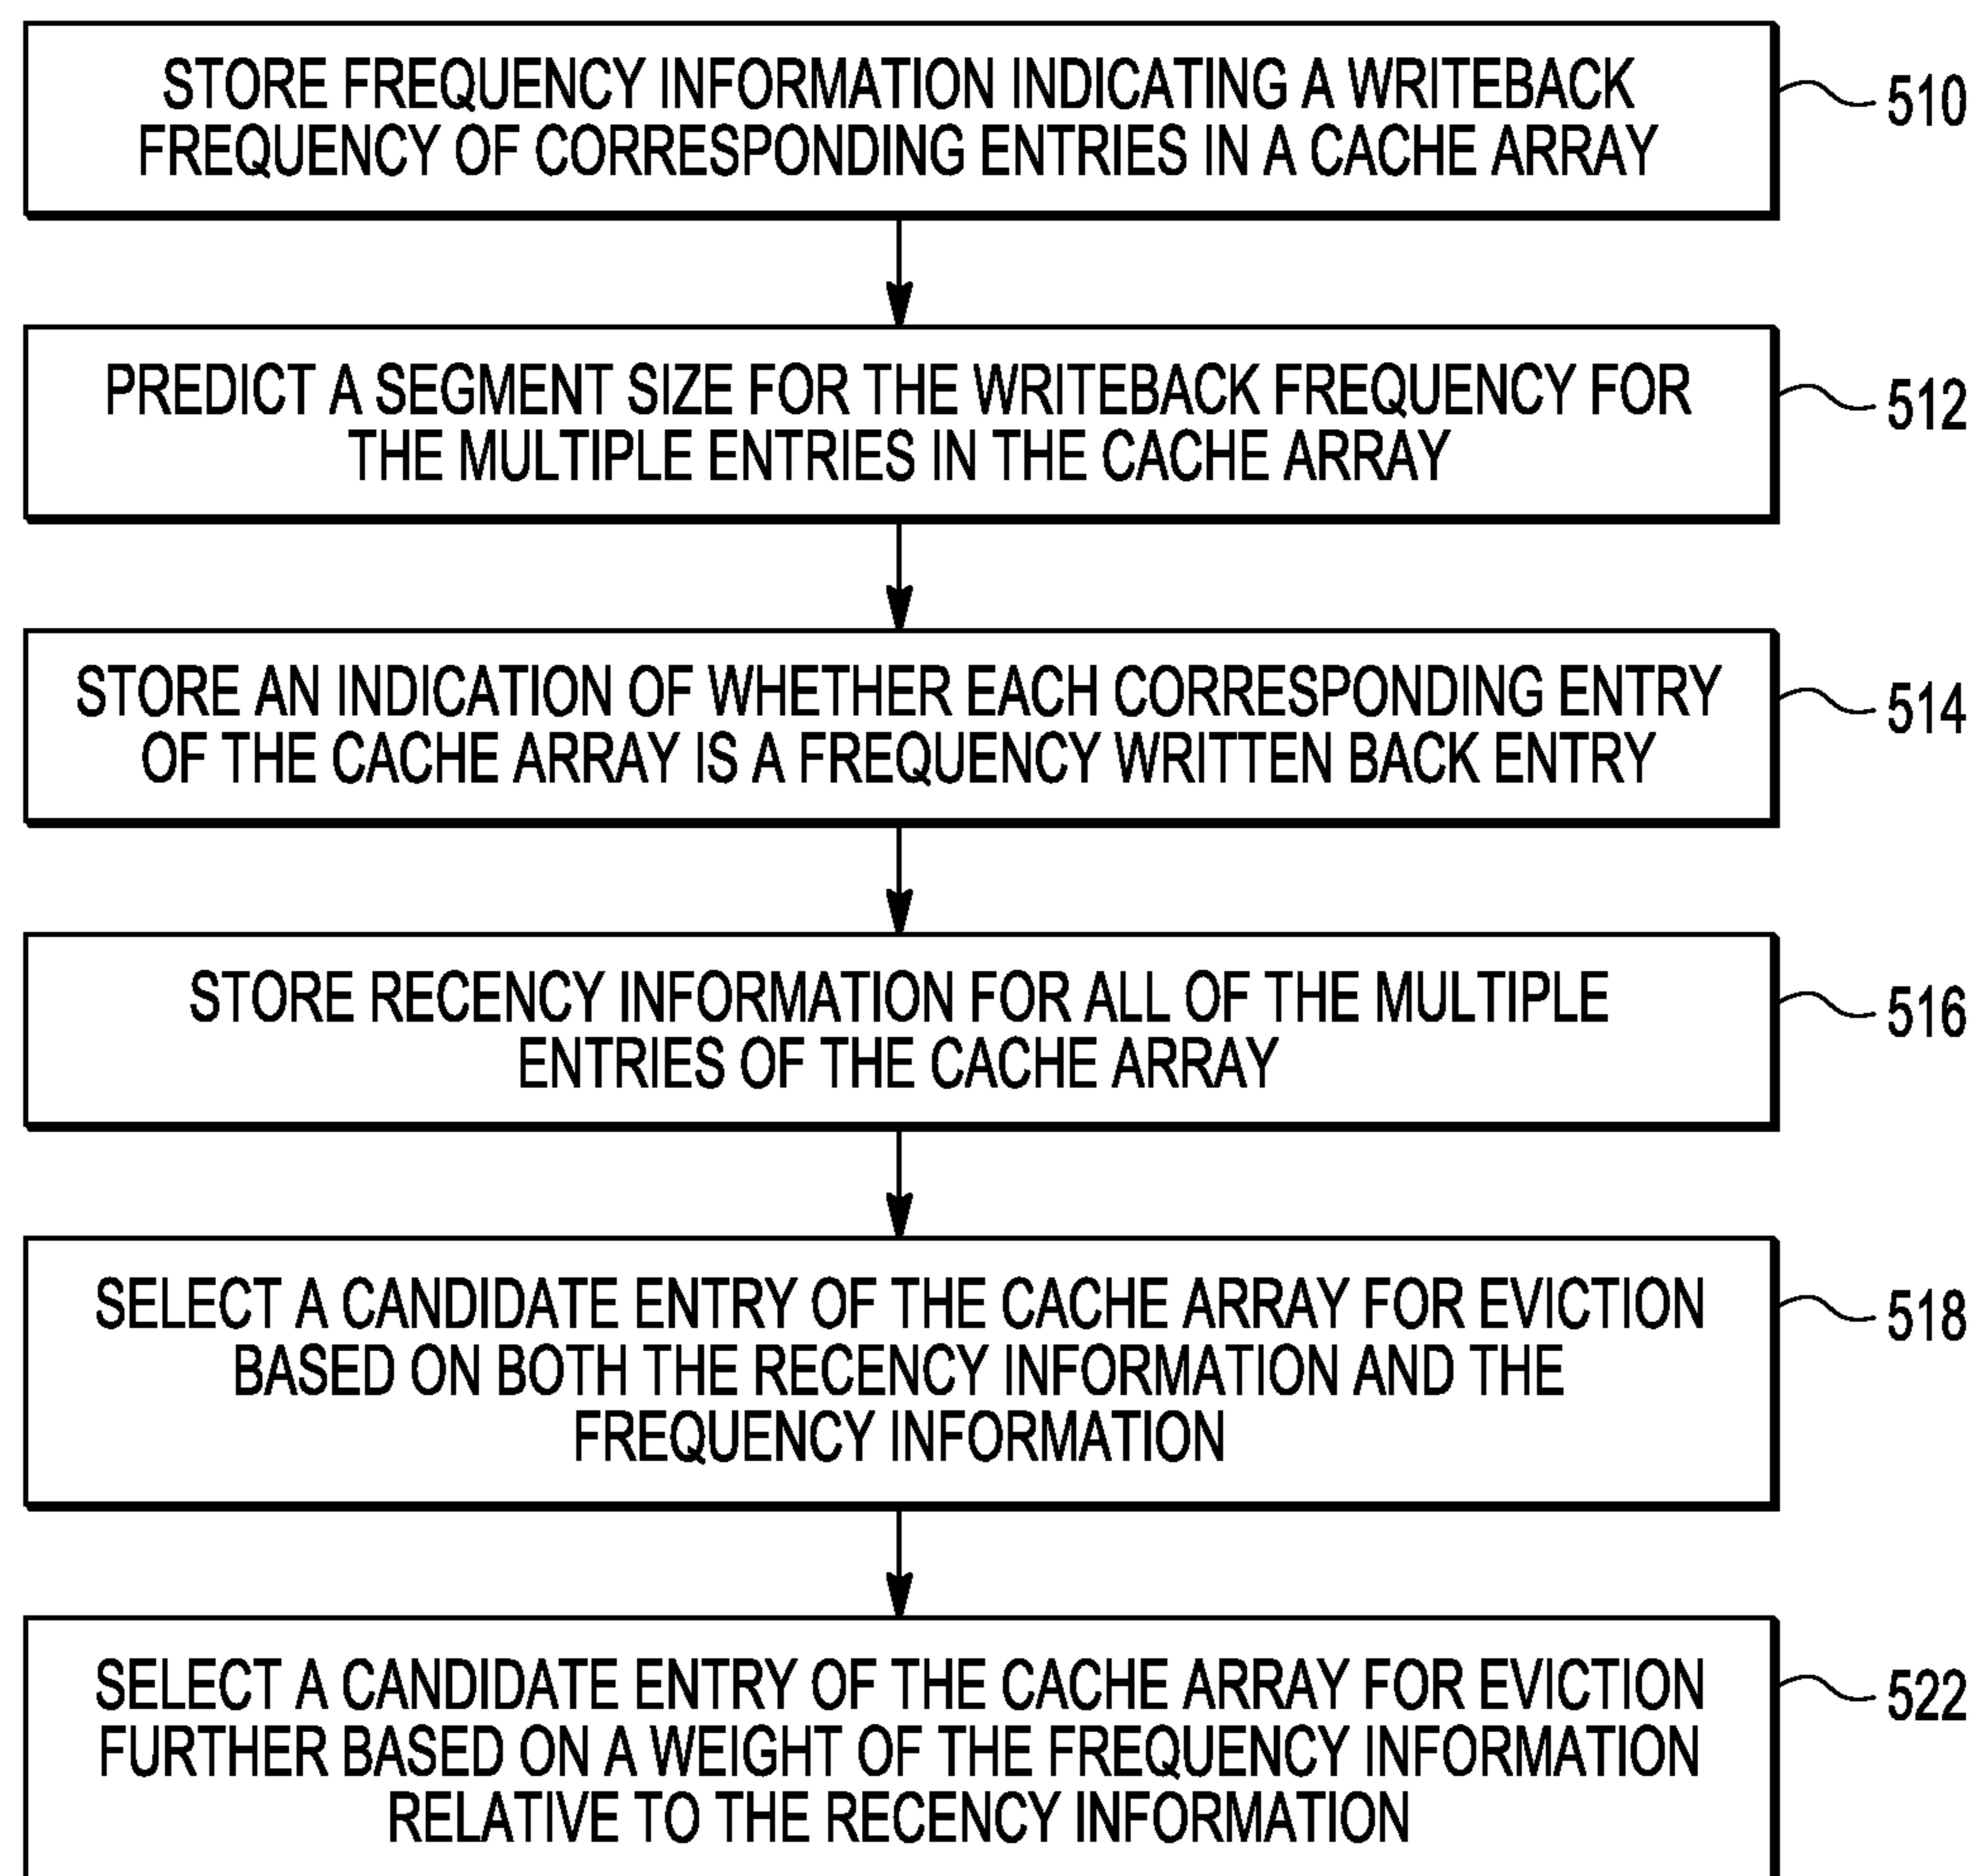 STORE FREQUENCY INFORMATION INDICATING A WRITEBACK
FREQUENCY OF CORRESPONDING ENTRIES IN A CACHE ARRAY
510
PREDICT A SEGMENT SIZE FOR THE WRITEBACK FREQUENCY FOR
THE MULTIPLE ENTRIES IN THE CACHE ARRAY
512
STORE AN INDICATION OF WHETHER EACH CORRESPONDING ENTRY
OF THE CACHE ARRAY IS A FREQUENCY WRITTEN BACK ENTRY
514
STORE RECENCY INFORMATION FOR ALL OF THE MULTIPLE
ENTRIES OF THE CACHE ARRAY
516
SELECT A CANDIDATE ENTRY OF THE CACHE ARRAY FOR EVICTION
BASED ON BOTH THE RECENCY INFORMATION AND THE
FREQUENCY INFORMATION
518
SELECT A CANDIDATE ENTRY OF THE CACHE ARRAY FOR EVICTION
FURTHER BASED ON A WEIGHT OF THE FREQUENCY INFORMATION
RELATIVE TO THE RECENCY INFORMATION
522